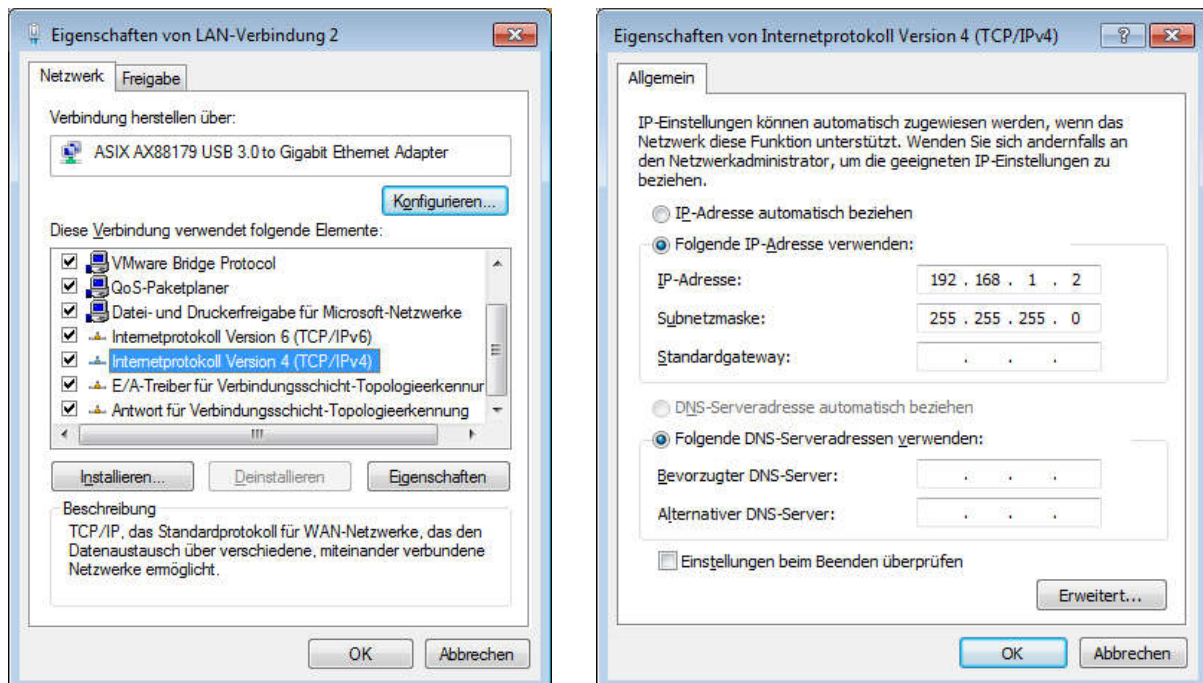 Eigenschaften von LAN-Verbindung 2
Netzwerk
Freigabe
Verbindung herstellen über:
ASIX AX88179 USB 3.0 to Gigabit Ethernet Adapter
Konfigurieren...
Diese Verbindung verwendet folgende Elemente:
VMware Bridge Protocol
QoS-Paketplaner
Datei- und Druckerfreigabe für Microsoft-Netzwerke
Internetprotokoll Version 6 (TCP/IPv6)
Internetprotokoll Version 4 (TCP/IPv4)
E/A-Treiber für Verbindungsschicht-Topologieerkennur
Antwort für Verbindungsschicht-Topologieerkennung
Installieren...
Deinstallieren
Eigenschaften
Beschreibung
TCP/IP, das Standardprotokoll für WAN-Netzwerke, das den
Datenaustausch über verschiedene, miteinander verbundene
Netzwerke ermöglicht.
OK
Abbrechen
Eigenschaften von Internetprotokoll Version 4 (TCP/IPv4)
Allgemein
IP-Einstellungen können automatisch zugewiesen werden, wenn das
Netzwerk diese Funktion unterstützt. Wenden Sie sich andernfalls an
den Netzwerkadministrator, um die geeigneten IP-Einstellungen zu
beziehen.
IP-Adresse automatisch beziehen
Folgende IP-Adresse verwenden:
IP-Adresse:
192 . 168 . 1 . 2
Subnetzmaske:
255 . 255 . 255 . 0
Standardgateway:
. . .
DNS-Serveradresse automatisch beziehen
Folgende DNS-Serveradressen verwenden:
Bevorzugter DNS-Server:
. . .
Alternativer DNS-Server:
. . .
Einstellungen beim Beenden überprüfen
Erweitert...
OK
Abbrechen